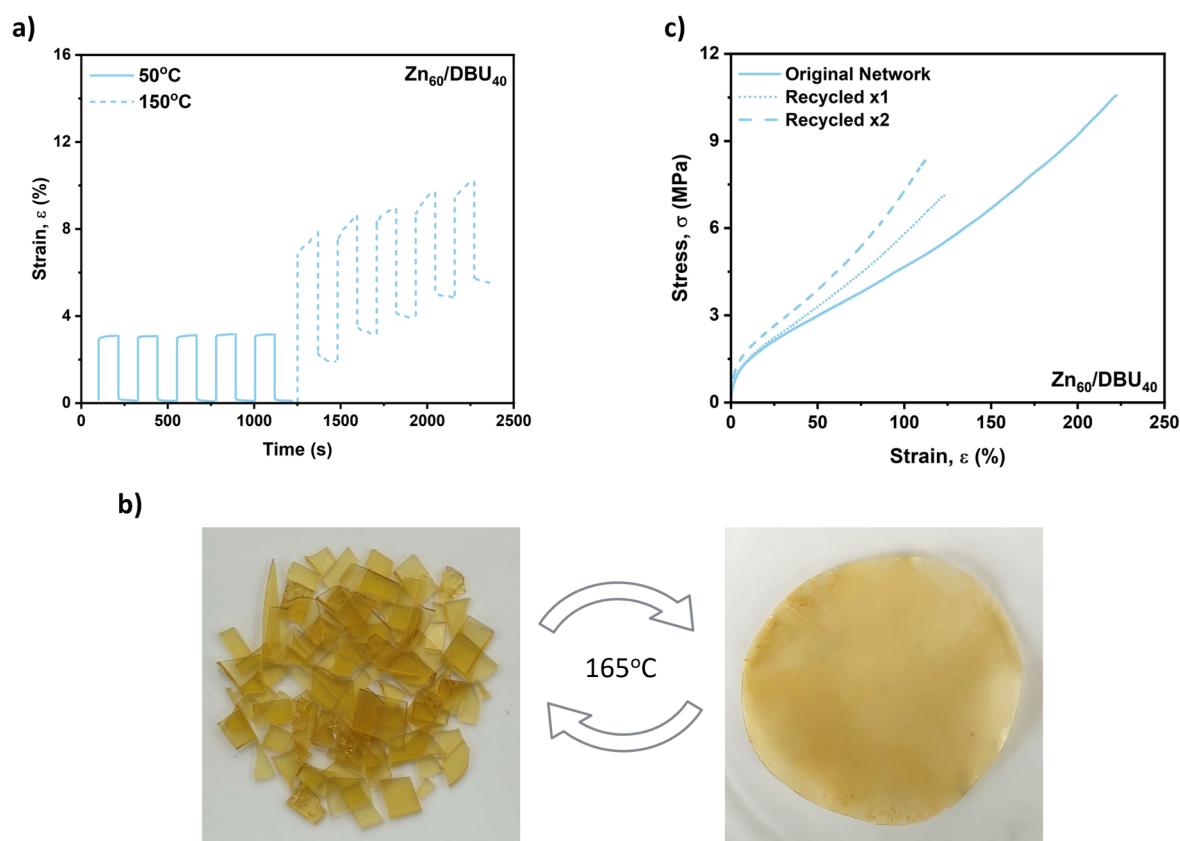 a)
16
12
8
4
0
Strain, ε (%)
50°C
150°C
Zn60/DBU40
0
500
1000
1500
2000
2500
Time (s)
c)
12
9
6
3
0
Stress, σ (MPa)
Original Network
Recycled x1
Recycled x2
Zn60/DBU40
0
50
100
150
200
250
Strain, ε (%)
b)
165°C